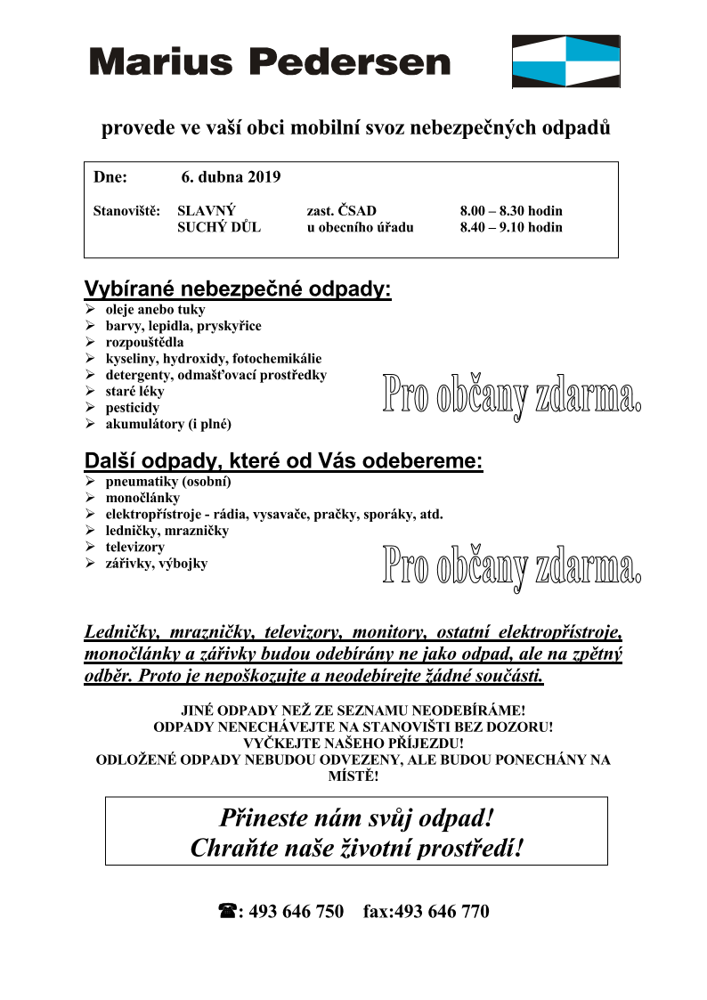 Marius Pedersen
provede ve vaší obci mobilní svoz nebezpečných odpadů
Dne: 6. dubna 2019
Stanoviště: SLAVNÝ zast. ČSAD 8.00 – 8.30 hodin
SUCHÝ DŮL u obecního úřadu 8.40 – 9.10 hodin
Vybírané nebezpečné odpady:
➢ oleje anebo tuky
➢ barvy, lepidla, pryskyřice
➢ rozpouštědla
➢ kyseliny, hydroxidy, fotochemikálie
➢ detergenty, odmašťovací prostředky
➢ staré léky
➢ pesticidy
➢ akumulátory (i plné)
Pro občany zdarma.
Další odpady, které od Vás odebereme:
➢ pneumatiky (osobní)
➢ monočlánky
➢ elektropřístroje - rádia, vysavače, pračky, sporáky, atd.
➢ ledničky, mrazničky
➢ televizory
➢ zářivky, výbojky
Pro občany zdarma.
Ledničky, mrazničky, televizory, monitory, ostatní elektropřístroje,
monočlánky a zářivky budou odebírány ne jako odpad, ale na zpětný
odběr. Proto je nepoškozujte a neodebírejte žádné součásti.
JINÉ ODPADY NEŽ ZE SEZNAMU NEODEBÍRÁME!
ODPADY NENECHÁVEJTE NA STANOVIŠTI BEZ DOZORU!
VYČKEJTE NAŠEHO PŘÍJEZDU!
ODLOŽENÉ ODPADY NEBUDOU ODVEZENY, ALE BUDOU PONECHÁNY NA
MÍSTĚ!
Přineste nám svůj odpad!
Chraňte naše životní prostředí!
☎: 493 646 750 fax:493 646 770